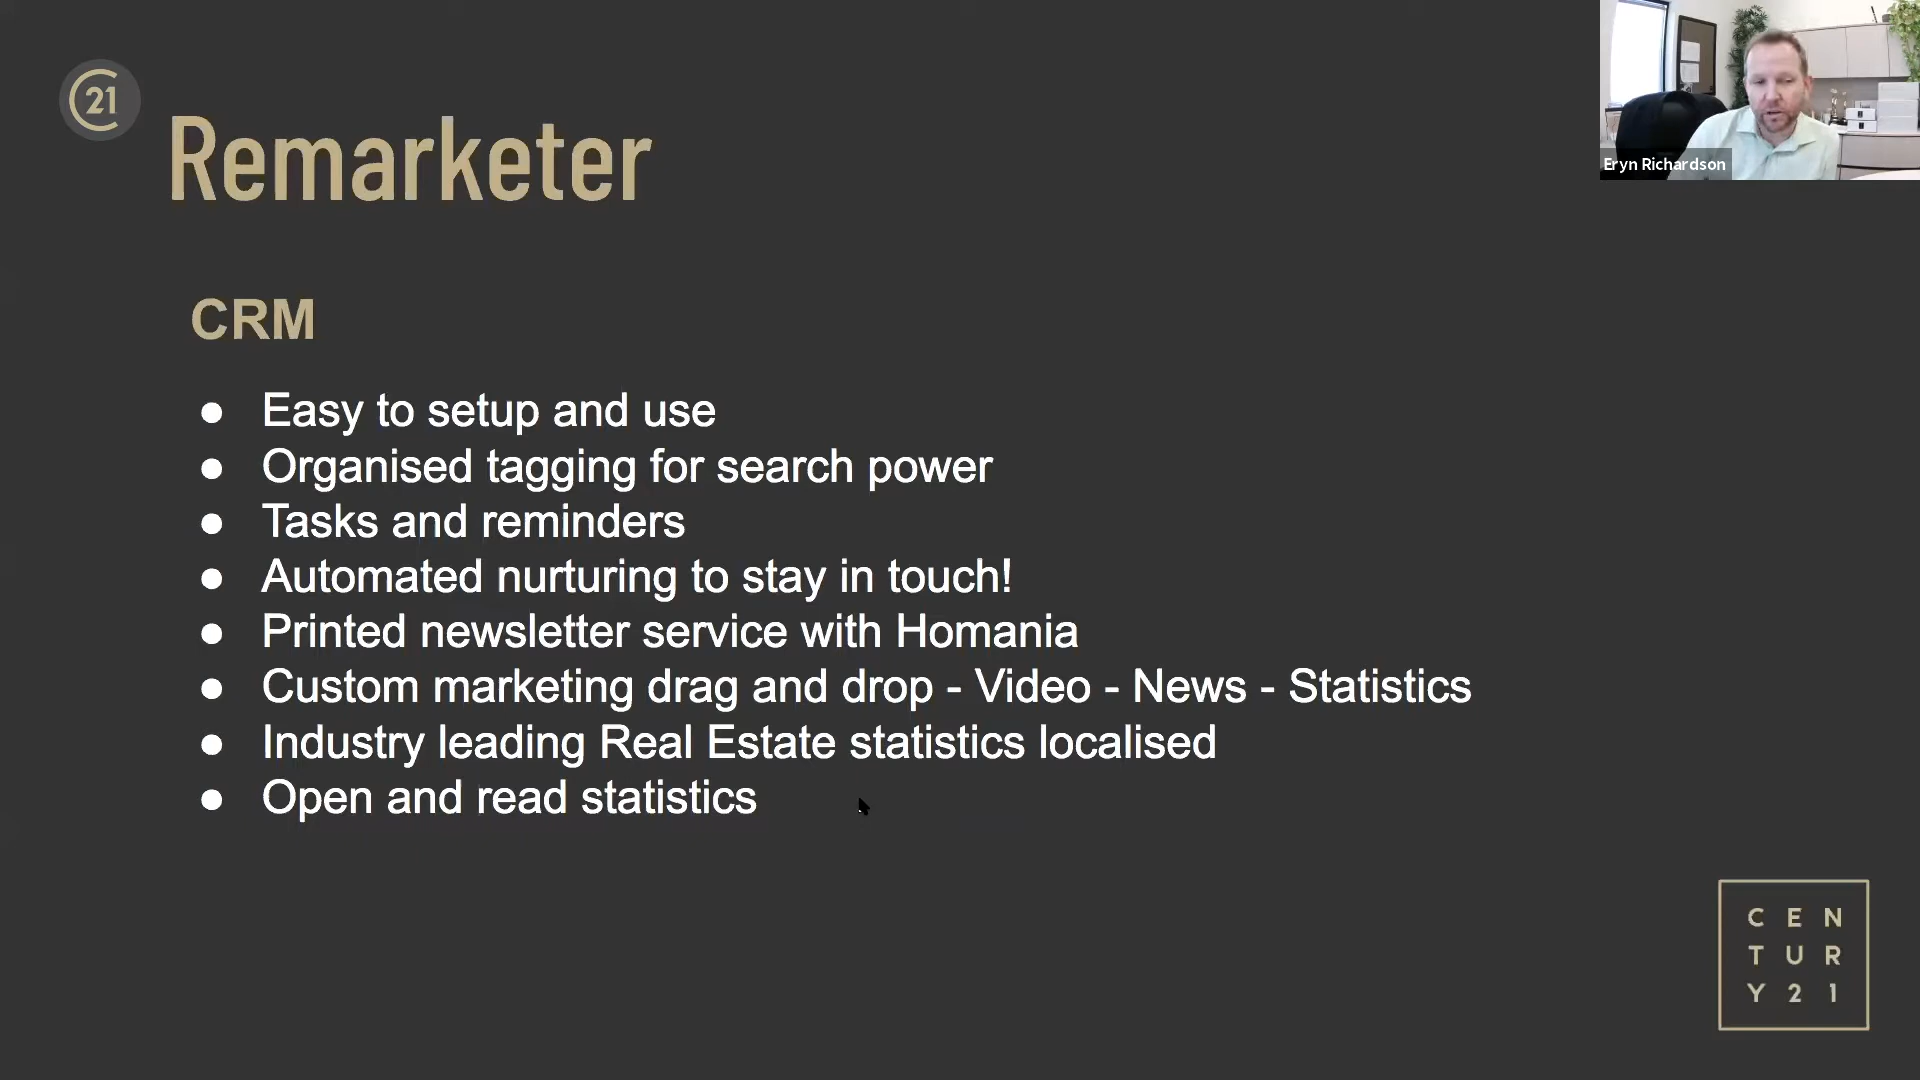 C21
Remarketer
Eryn Richardson
CRM
● Easy to setup and use
● Organised tagging for search power
● Tasks and reminders
● Automated nurturing to stay in touch!
● Printed newsletter service with Homania
● Custom marketing drag and drop - Video - News - Statistics
● Industry leading Real Estate statistics localised
● Open and read statistics
C E N
T U R
Y 2 1